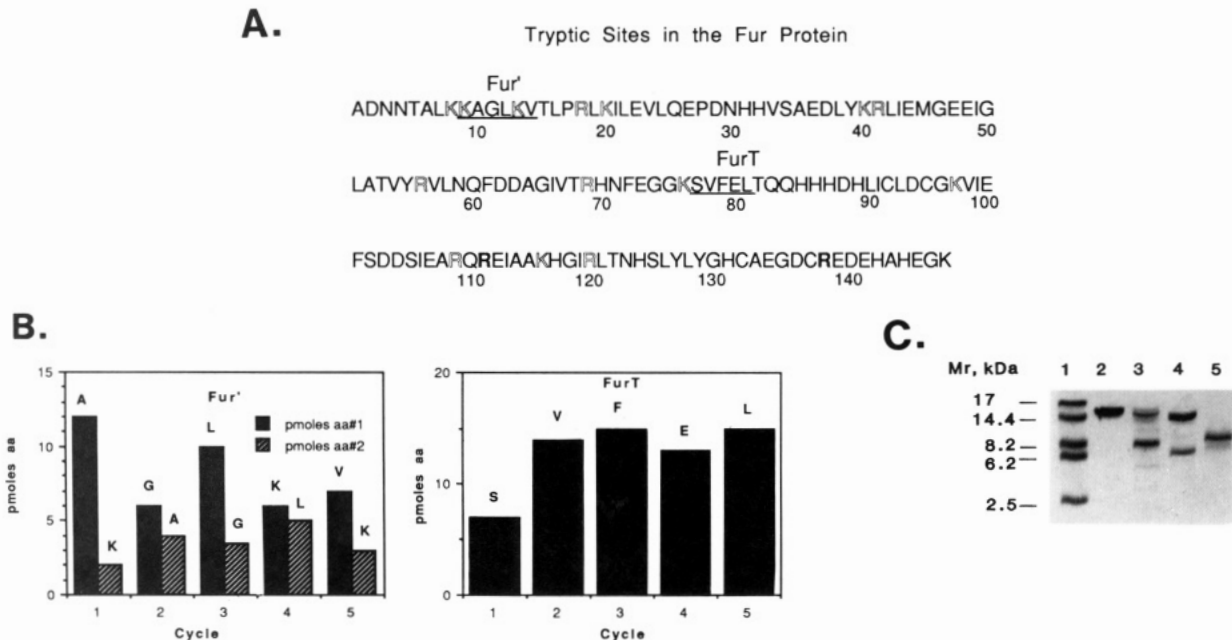 A.
Tryptic Sites in the Fur Protein
Fur'
ADNNTALKKAGLKVTLPRLKILEVLQEPDNHHVSAEDLYKRLIEMGEEIG
10 20 30 40 50
FurT
LATVYRVLNQFDDAGIVTRHNFEGGKSVFELTQQHHHDHLICLDCGKVIE
60 70 80 90 100
FSDDSIEARQREIAAKHGIRLTNHSLYLYGHCAEGDCREDEHAHEGK
110 120 130 140
B.
15
10
5
0
pmoles aa
Fur'
pmoles aa#1
pmoles aa#2
A K G A L G K L V K
1 2 3 4 5
Cycle
20
10
0
pmoles aa
FurT
S V F E L
1 2 3 4 5
Cycle
C.
Mr, kDa 1 2 3 4 5
17
14.4
8.2
6.2
2.5